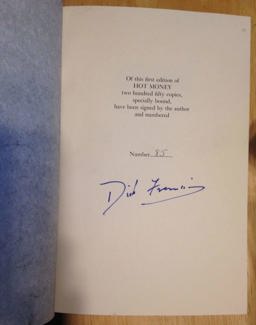 Of this first edition of
HOT MONEY
two hundred fifty copies,
specially bound,
have been signed by the author
and numbered
Number 85
Dick Francis